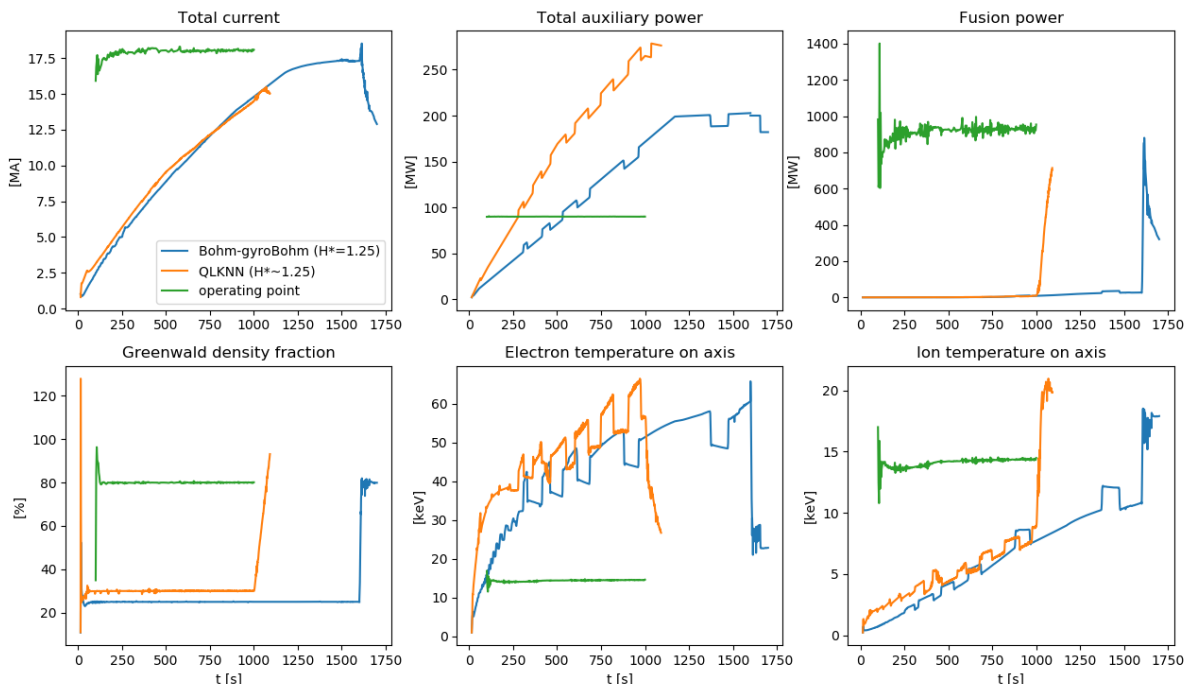 Total current
17.5
15.0
12.5
10.0
7.5
5.0
2.5
0.0
[MA]
0 250 500 750 1000 1250 1500 1750
Bohm-gyroBohm (H*=1.25)
QLKNN (H*~1.25)
operating point
Total auxiliary power
250
200
150
100
50
0
[MW]
0 250 500 750 1000 1250 1500 1750
Fusion power
1400
1200
1000
800
600
400
200
0
[MW]
0 250 500 750 1000 1250 1500 1750
Greenwald density fraction
120
100
80
60
40
20
[%]
0 250 500 750 1000 1250 1500 1750
t [s]
Electron temperature on axis
60
50
40
30
20
10
0
[keV]
0 250 500 750 1000 1250 1500 1750
t [s]
Ion temperature on axis
20
15
10
5
0
[keV]
0 250 500 750 1000 1250 1500 1750
t [s]